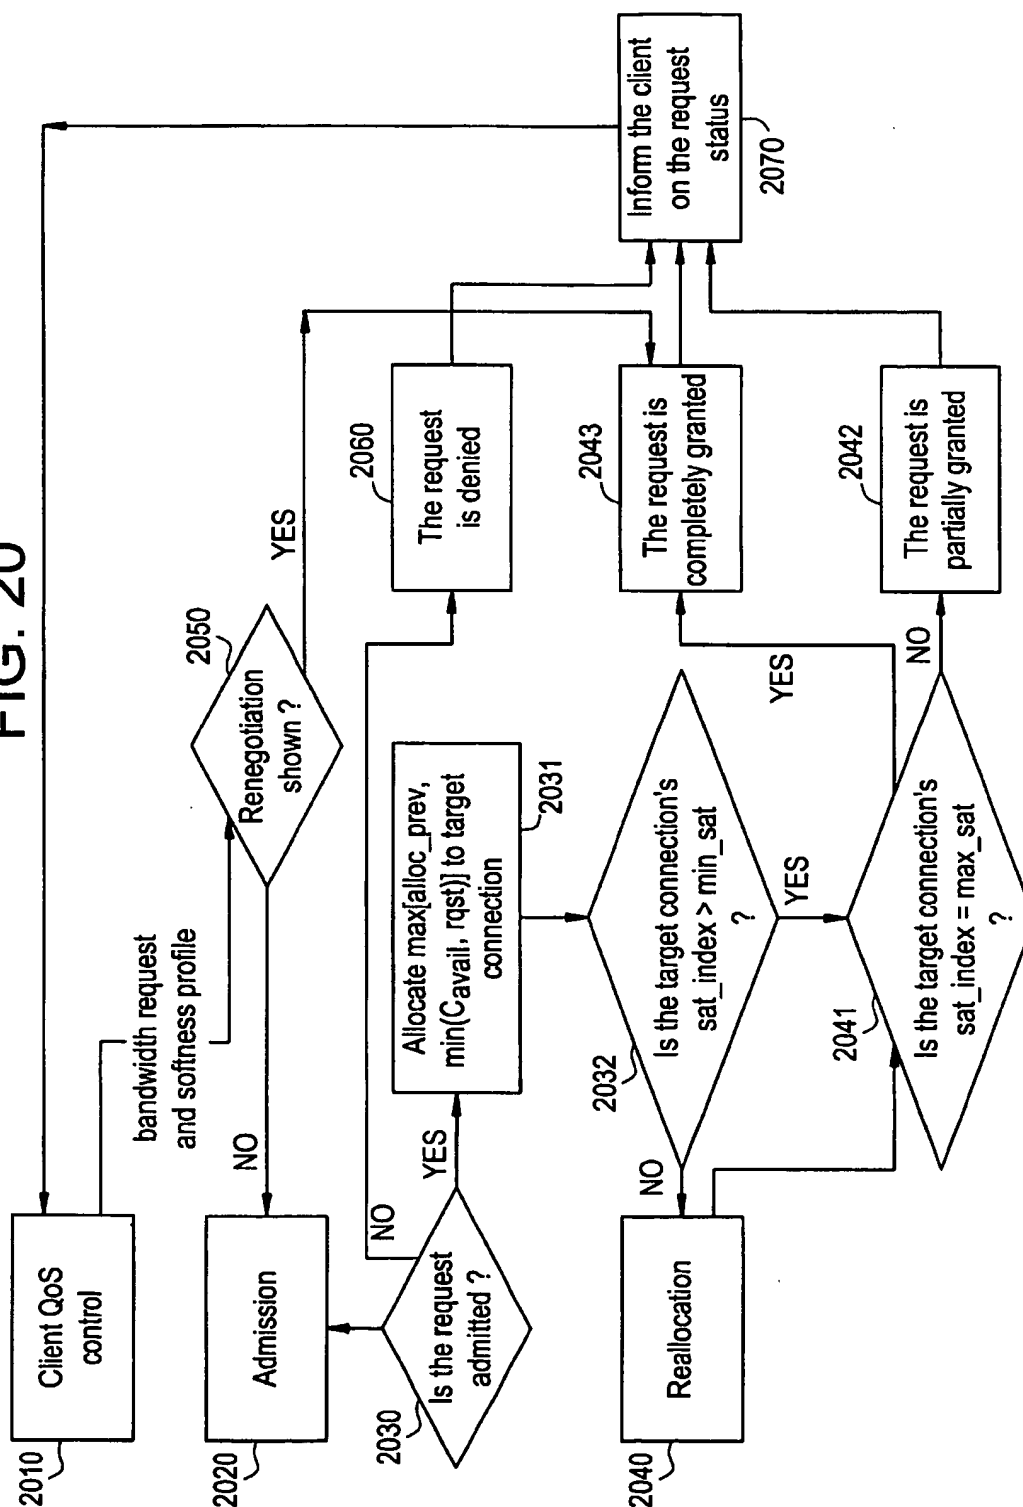 FIG. 20
2010
Client QoS
control
bandwidth request
and softness profile
2020
Admission
NO
Renegotiation
shown ?
2050
YES
2030
Is the request
admitted ?
NO
YES
Allocate max[alloc_prev,
min(Cavail, rqst)] to target
connection
2031
2060
The request
is denied
2032
Is the target connection's
sat_index > min_sat
?
NO
YES
2040
Reallocation
2041
Is the target connection's
sat_index = max_sat
?
YES
NO
2043
The request is
completely granted
2042
The request is
partially granted
Inform the client
on the request
status
2070